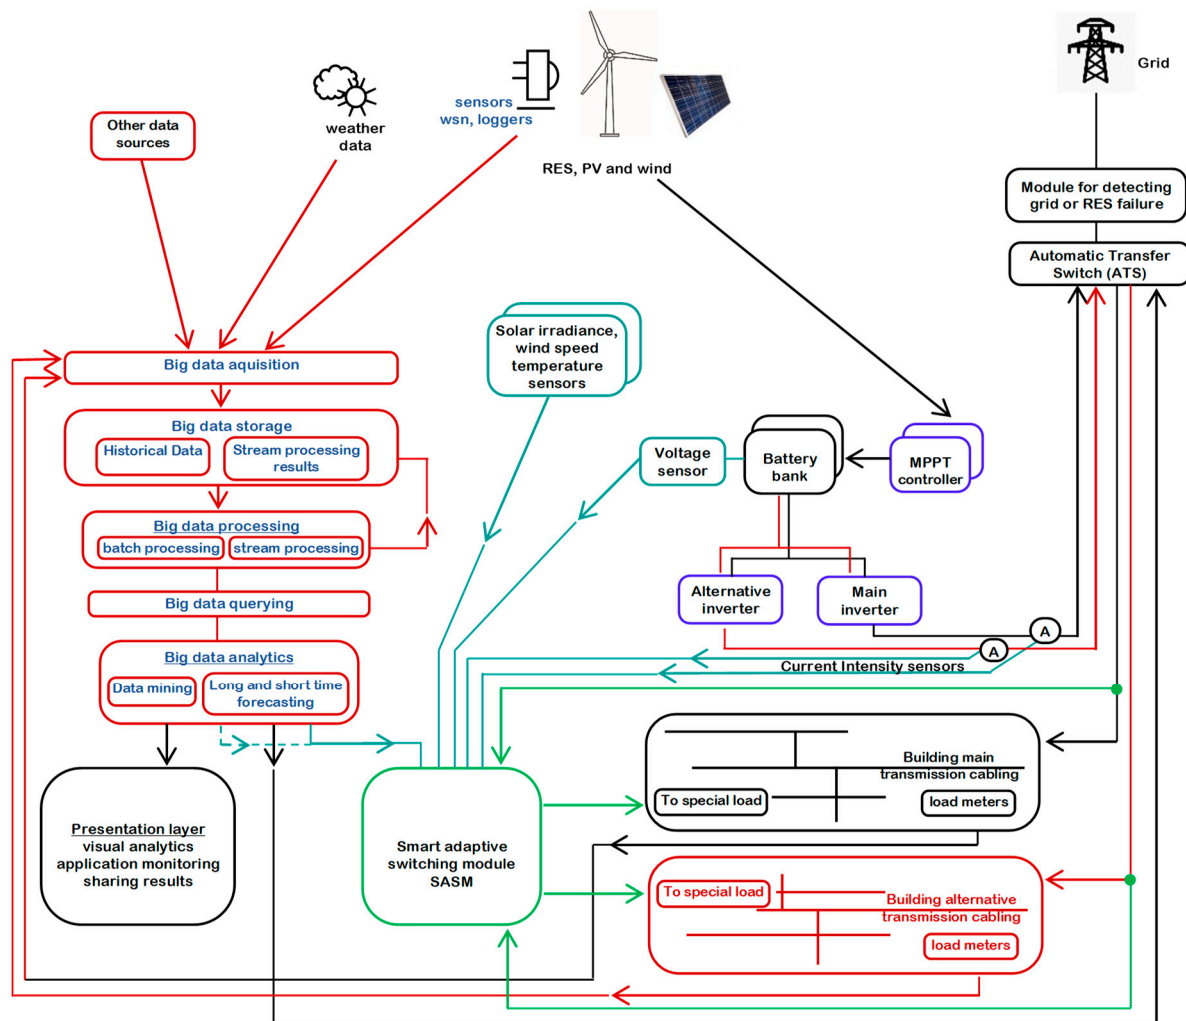 Grid
sensors
wsn, loggers
Other data
sources
weather
data
RES, PV and wind
Module for detecting
grid or RES failure
Automatic Transfer
Switch (ATS)
Solar irradiance,
wind speed
temperature
sensors
Big data aquisition
Big data storage
Historical Data
Stream processing
results
Voltage
sensor
Battery
bank
MPPT
controller
Big data processing
batch processing
stream processing
Alternative
inverter
Main
inverter
Big data querying
A
A
Current Intensity sensors
Big data analytics
Data mining
Long and short time
forecasting
Building main
transmission cabling
To special load
load meters
Presentation layer
visual analytics
application monitoring
sharing results
Smart adaptive
switching module
SASM
To special load
Building alternative
transmission cabling
load meters